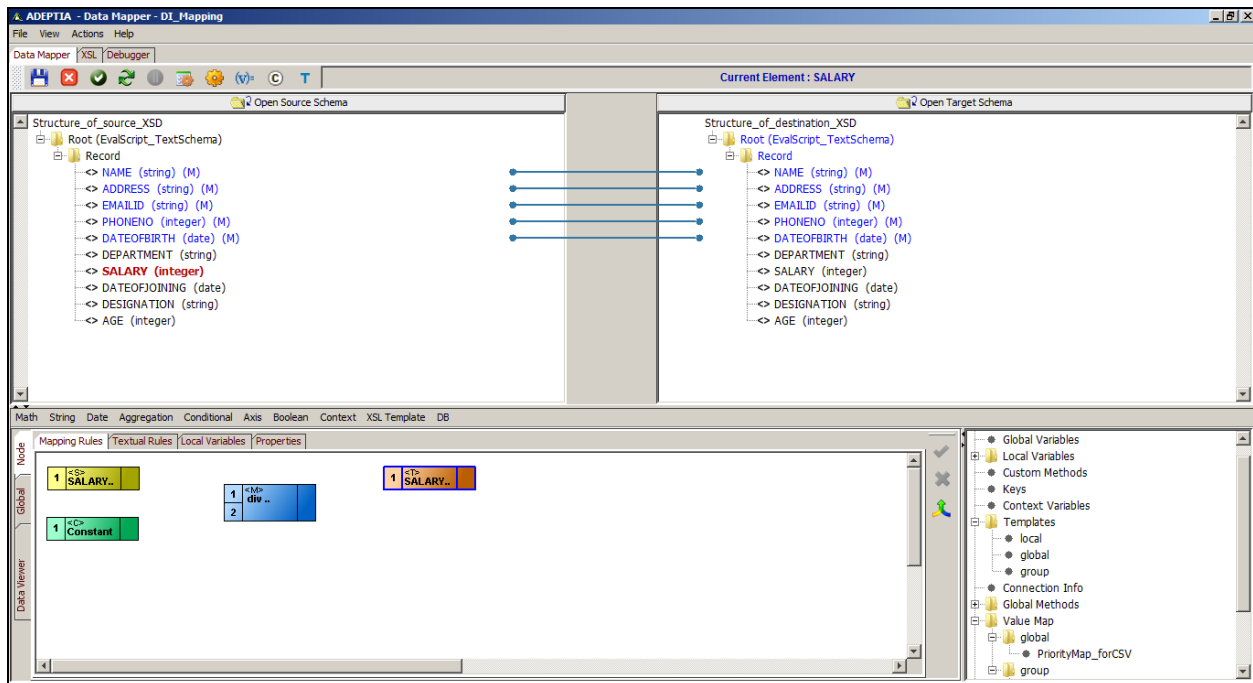 ADEPTIA - Data Mapper - DI_Mapping
File View Actions Help
Data Mapper XSL Debugger
(v)= C T Current Element : SALARY
Open Source Schema Open Target Schema
Structure_of_source_XSD
Root (EvalScript_TextSchema)
Record
<> NAME (string) (M)
<> ADDRESS (string) (M)
<> EMAILID (string) (M)
<> PHONENO (integer) (M)
<> DATEOFBIRTH (date) (M)
<> DEPARTMENT (string)
<> SALARY (integer)
<> DATEOFJOINING (date)
<> DESIGNATION (string)
<> AGE (integer)
Structure_of_destination_XSD
Root (EvalScript_TextSchema)
Record
<> NAME (string) (M)
<> ADDRESS (string) (M)
<> EMAILID (string) (M)
<> PHONENO (integer) (M)
<> DATEOFBIRTH (date) (M)
<> DEPARTMENT (string)
<> SALARY (integer)
<> DATEOFJOINING (date)
<> DESIGNATION (string)
<> AGE (integer)
Math String Date Aggregation Conditional Axis Boolean Context XSL Template DB
Node
Global
Data Viewer
Mapping Rules Textual Rules Local Variables Properties
1 <S> SALARY..
1 <C> Constant
1 <M> div ..
2
1 <T> SALARY..
Global Variables
Local Variables
Custom Methods
Keys
Context Variables
Templates
local
global
group
Connection Info
Global Methods
Value Map
global
PriorityMap_forCSV
group